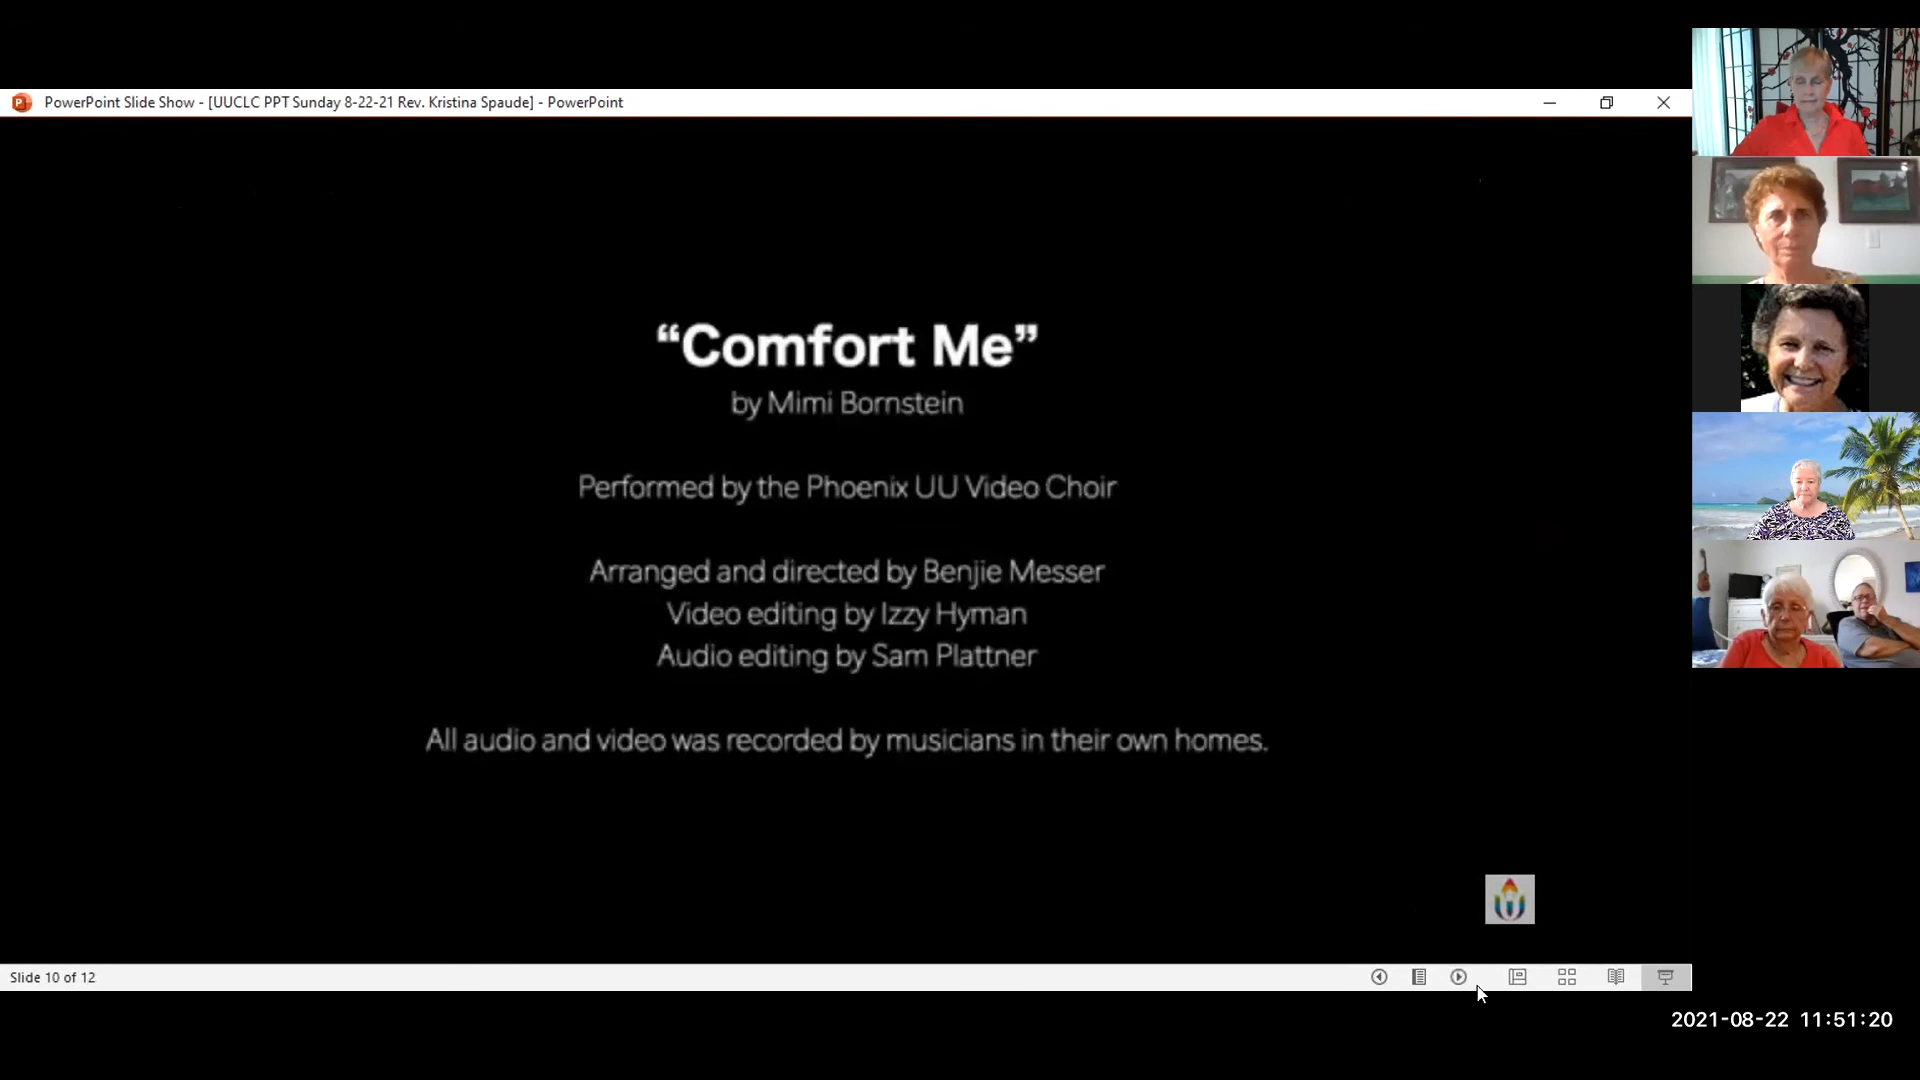 PowerPoint Slide Show - [UUCLC PPT Sunday 8-22-21 Rev. Kristina Spaude] - PowerPoint
“Comfort Me”
by Mimi Bornstein
Performed by the Phoenix UU Video Choir
Arranged and directed by Benjie Messer
Video editing by Izzy Hyman
Audio editing by Sam Plattner
All audio and video was recorded by musicians in their own homes.
Slide 10 of 12
2021-08-22 11:51:20